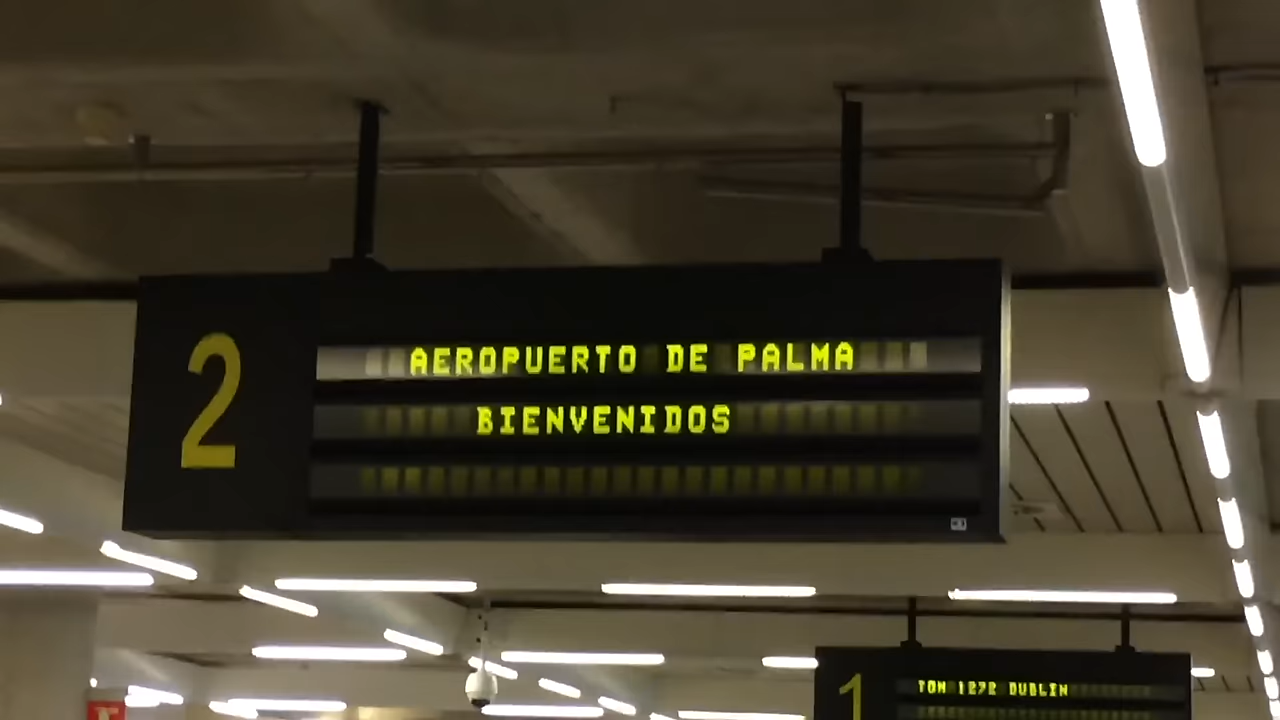 2
AEROPUERTO DE PALMA
BIENVENIDOS
1
TOM 1272 DUBLIN